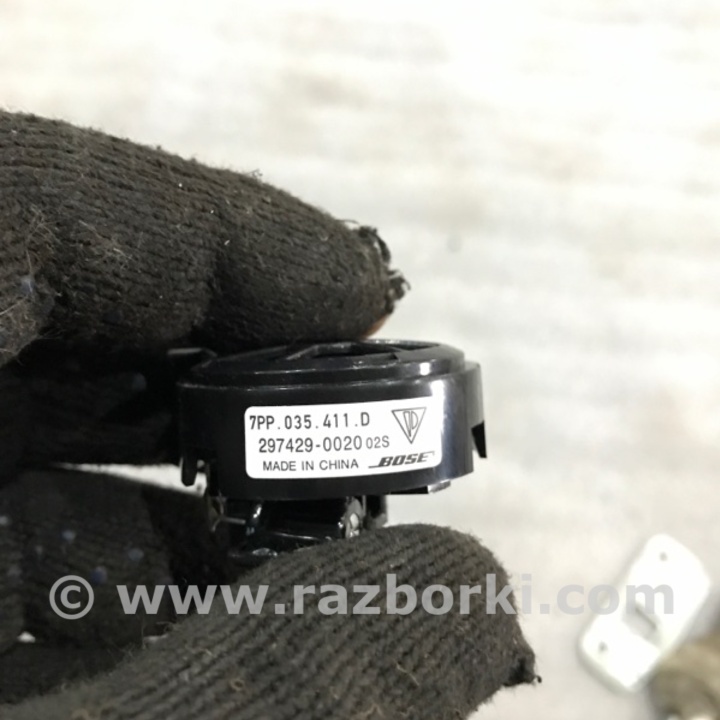 7PP.035.411.D
297429-0020 02S
MADE IN CHINA BOSE
© www.razborki.com